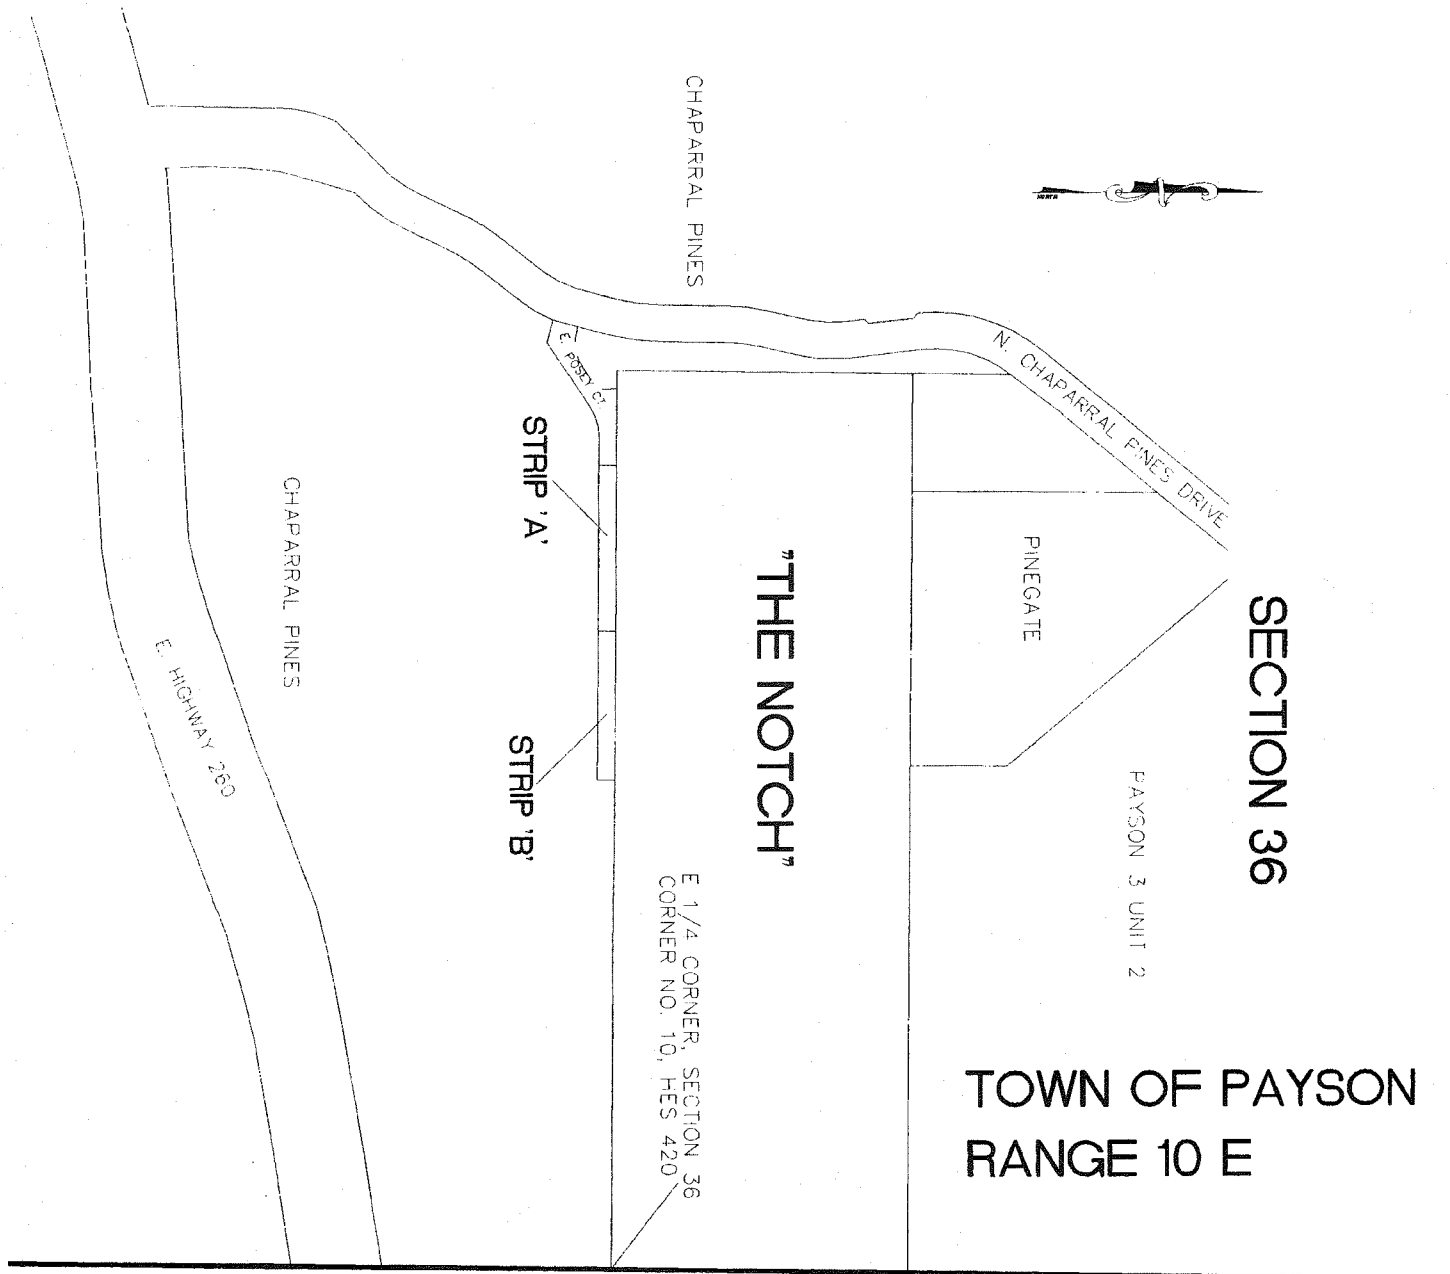 CHAPARRAL PINES
NORTH
N. CHAPARRAL PINES DRIVE
E. POSEY CT.
STRIP 'A'
STRIP 'B'
"THE NOTCH"
PINEGATE
SECTION 36
PAYSON 3 UNIT 2
CHAPARRAL PINES
E. HIGHWAY 260
E 1/4 CORNER, SECTION 36
CORNER NO. 10, HES 420
TOWN OF PAYSON
RANGE 10 E